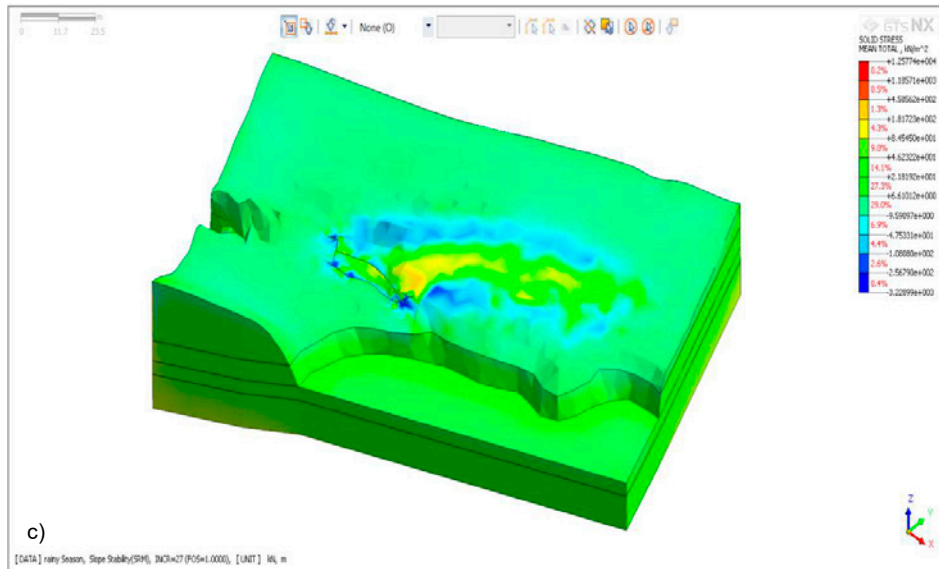 None (O)
m
0 11.7 23.5
GTS NX
SOLID STRESS
MEAN TOTAL , kN/m^2
+1.25774e+004
0.2%
+1.18571e+003
0.5%
+4.58562e+002
1.3%
+1.81723e+002
4.3%
+8.45450e+001
9.0%
+4.62322e+001
14.1%
+2.18192e+001
27.3%
+6.61012e+000
29.0%
-9.59097e+000
6.9%
-4.75331e+001
4.4%
-1.08080e+002
2.6%
-2.56790e+002
0.4%
-3.22899e+003
Z
Y
X
c)
[ DATA ] rainy Season, Slope Stability(SRM), INCR=27 (FOS=1.0000), [ UNIT ] kN, m